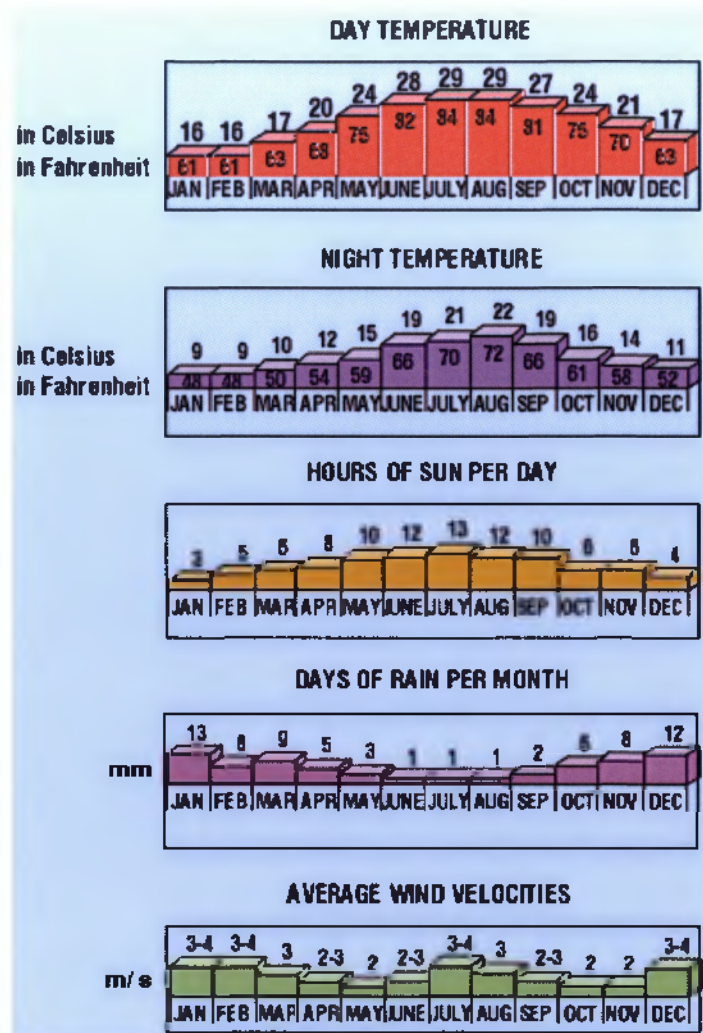 DAY TEMPERATURE
in Celsius 16 16 17 20 24 28 29 29 27 24 21 17
in Fahrenheit 61 61 63 68 75 82 84 84 81 75 70 63
JAN FEB MAR APR MAY JUNE JULY AUG SEP OCT NOV DEC
NIGHT TEMPERATURE
in Celsius 9 9 10 12 15 19 21 22 19 16 14 11
in Fahrenheit 48 48 50 54 59 66 70 72 66 61 58 52
JAN FEB MAR APR MAY JUNE JULY AUG SEP OCT NOV DEC
HOURS OF SUN PER DAY
3 5 10 12 13 12 10 4
JAN FEB MAR APR MAY JUNE JULY AUG SEP OCT NOV DEC
DAYS OF RAIN PER MONTH
13 9 5 3 1 1 1 2 8 12
mm
JAN FEB MAR APR MAY JUNE JULY AUG SEP OCT NOV DEC
AVERAGE WIND VELOCITIES
3-4 3-4 3 2-3 2 2-3 3-4 3 2-3 2 2 3-4
m/s
JAN FEB MAR APR MAY JUNE JULY AUG SEP OCT NOV DEC